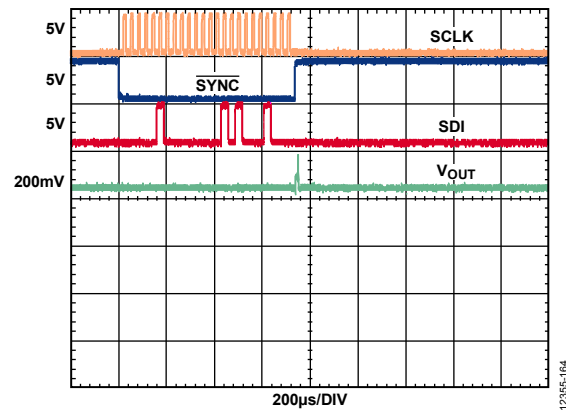 5V
SCLK
5V
SYNC
5V
SDI
200mV
VOUT
200µs/DIV
12355-164